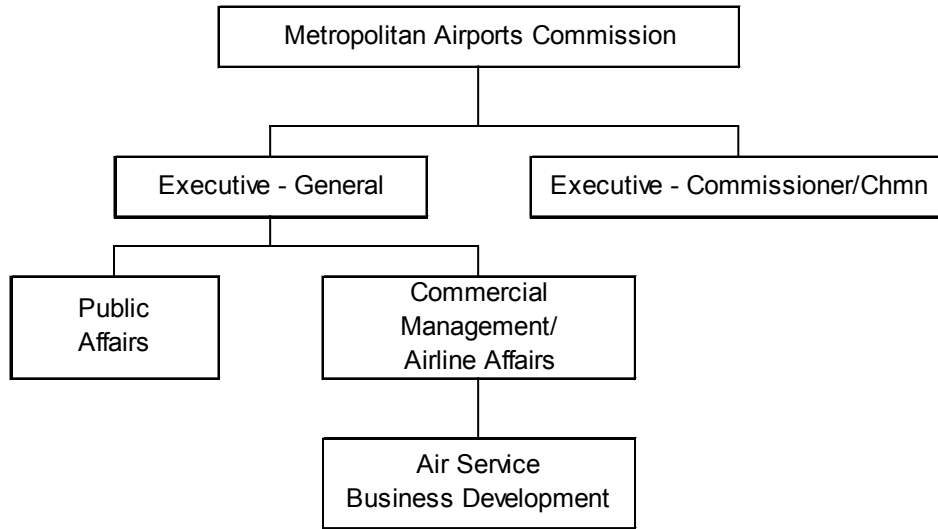 Metropolitan Airports Commission
Executive - General
Executive - Commissioner/Chmn
Public
Affairs
Commercial
Management/
Airline Affairs
Air Service
Business Development